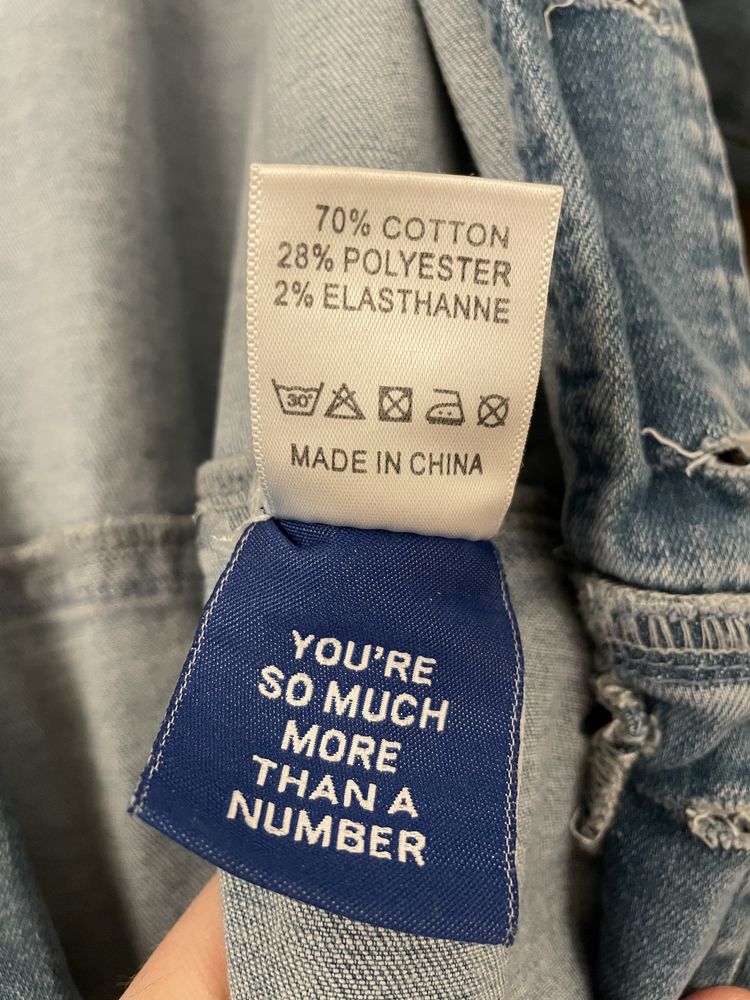 70% COTTON
28% POLYESTER
2% ELASTHANNE
30°
MADE IN CHINA
YOU'RE
SO MUCH
MORE
THAN A
NUMBER